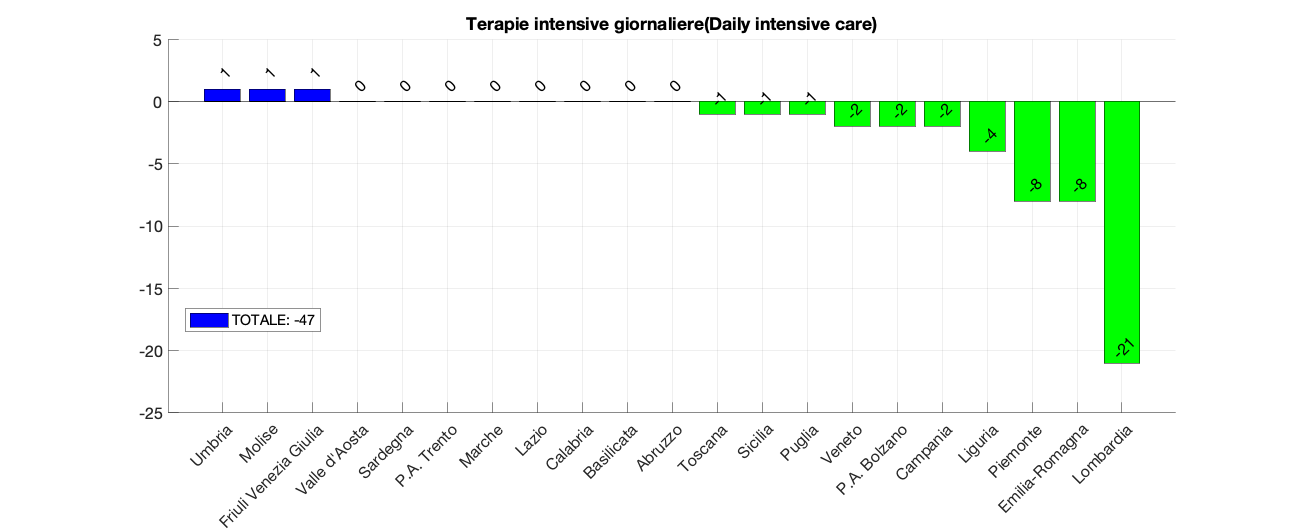 Terapie intensive giornaliere(Daily intensive care)
5
0
-5
-10
-15
-20
-25
1
1
1
0
0
0
0
0
0
0
0
-1
-1
-1
-2
-2
-2
-4
-8
-8
-21
TOTALE: -47
Umbria
Molise
Friuli Venezia Giulia
Valle d'Aosta
Sardegna
P.A. Trento
Marche
Lazio
Calabria
Basilicata
Abruzzo
Toscana
Sicilia
Puglia
Veneto
P.A. Bolzano
Campania
Liguria
Piemonte
Emilia-Romagna
Lombardia